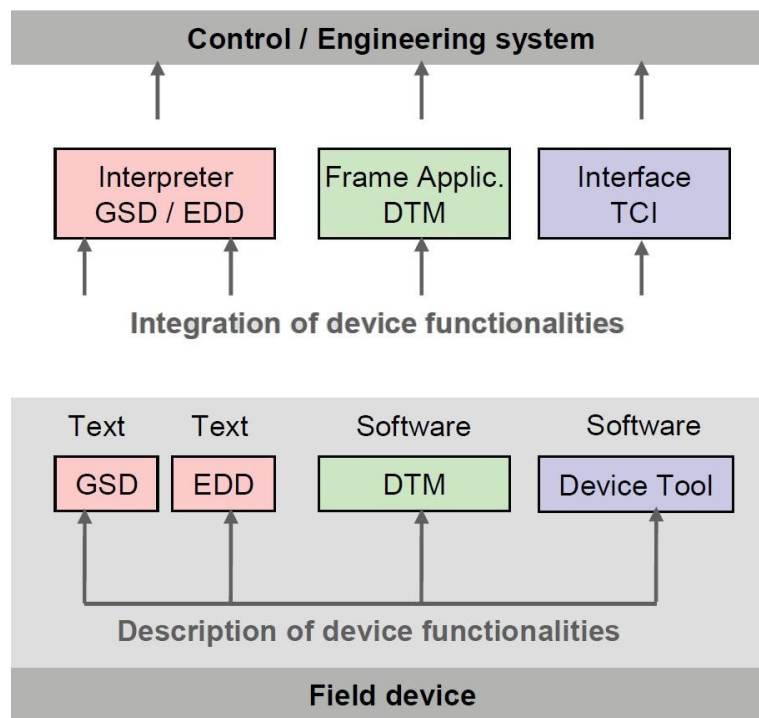 Control / Engineering system
Interpreter
GSD / EDD
Frame Applic.
DTM
Interface
TCI
Integration of device functionalities
Text
Text
Software
Software
GSD
EDD
DTM
Device Tool
Description of device functionalities
Field device